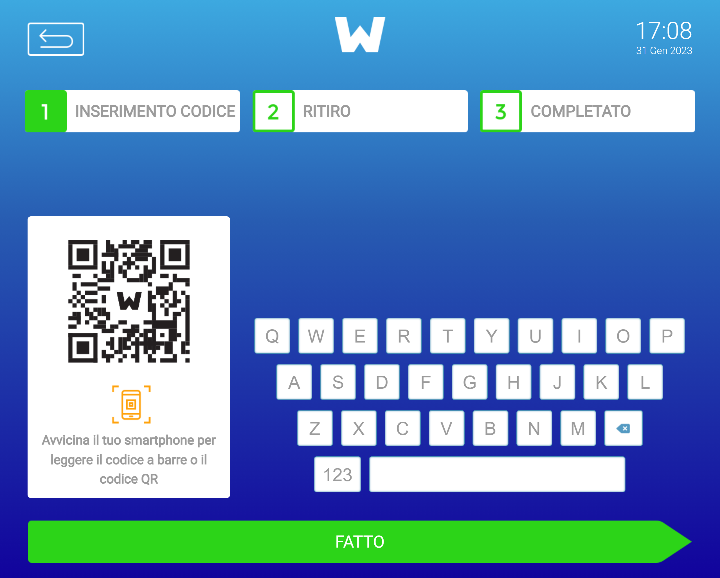 W
17:08
31 Gen 2023
1 INSERIMENTO CODICE
2 RITIRO
3 COMPLETATO
W
Avvicina il tuo smartphone per
leggere il codice a barre o il
codice QR
Q W E R T Y U I O P
A S D F G H J K L
Z X C V B N M
123
FATTO